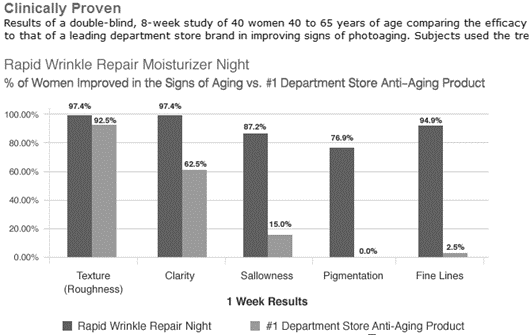 Clinically Proven
Results of a double-blind, 8-week study of 40 women 40 to 65 years of age comparing the efficacy
to that of a leading department store brand in improving signs of photoaging. Subjects used the tre
Rapid Wrinkle Repair Moisturizer Night
% of Women Improved in the Signs of Aging vs. #1 Department Store Anti-Aging Product
97.4% 97.4%
100.00% 92.5% 87.2% 94.9%
80.00% 76.9%
60.00% 62.5%
40.00%
20.00% 15.0%
0.00% 0.0% 2.5%
Texture Clarity Sallowness Pigmentation Fine Lines
(Roughness)
1 Week Results
Rapid Wrinkle Repair Night #1 Department Store Anti-Aging Product